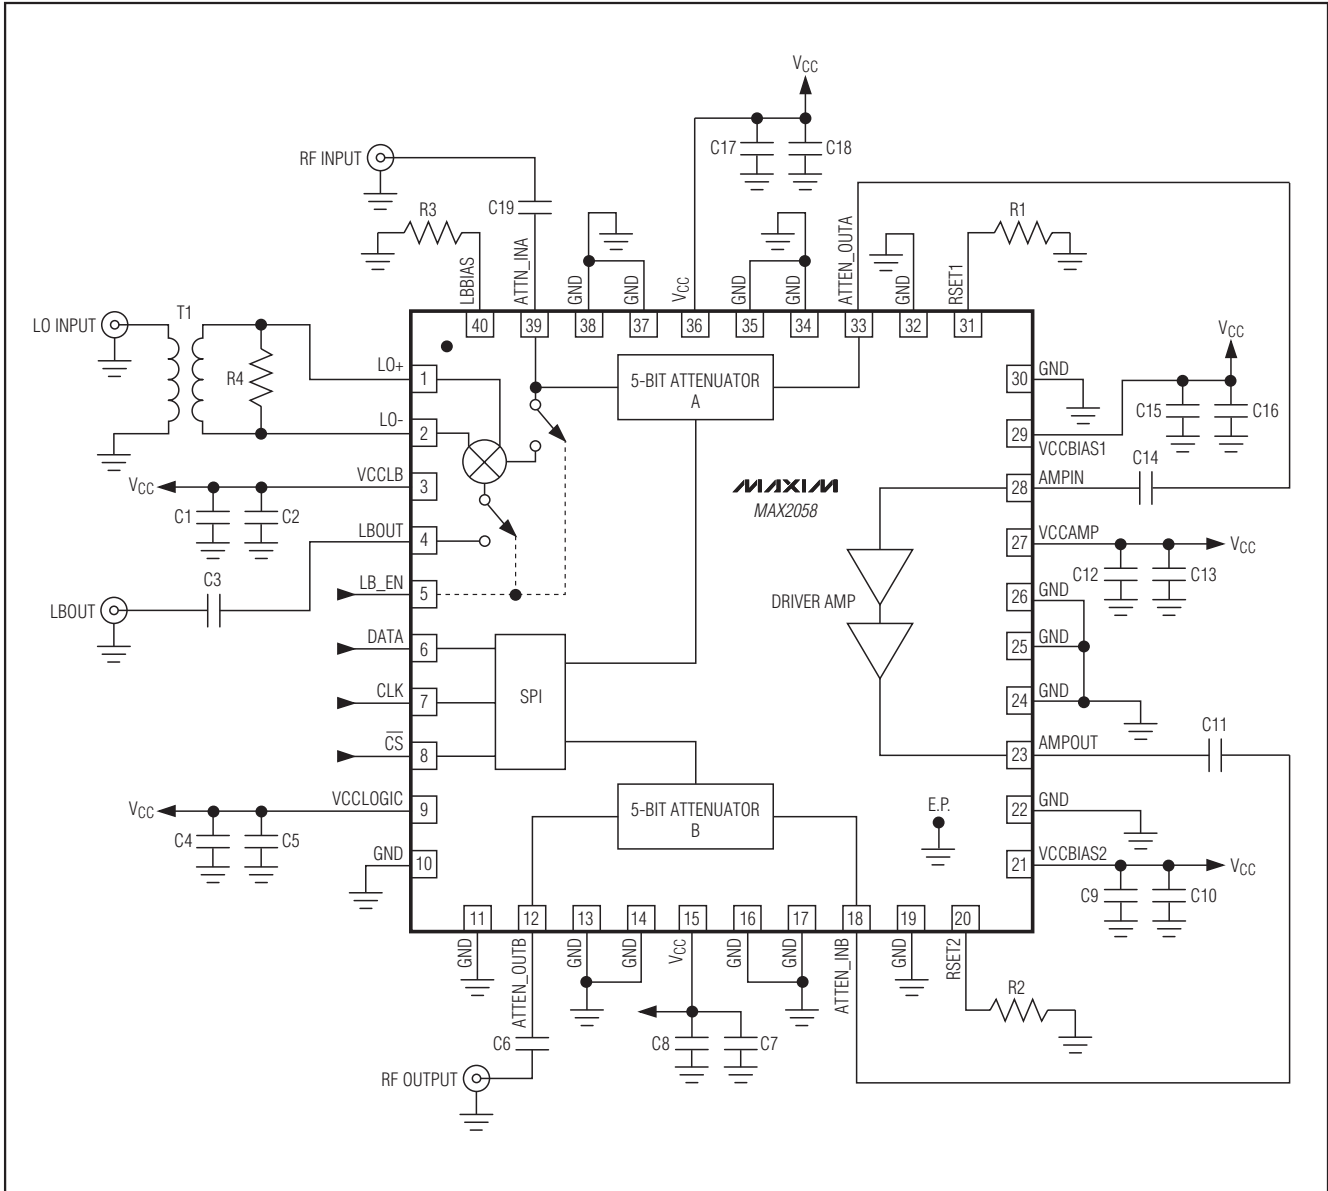 VCC
C17
C18
RF INPUT
C19
R3
R1
LBBIAS
ATTN_INA
GND
GND
VCC
GND
GND
ATTEN_OUTA
GND
RSET1
40
39
38
37
36
35
34
33
32
31
LO INPUT
T1
R4
LO+
1
LO-
2
VCC
VCCLB
3
C1
C2
LBOUT
4
C3
LBOUT
LB_EN
5
DATA
6
CLK
7
CS
8
VCC
VCCLOGIC
9
C4
C5
GND
10
5-BIT ATTENUATOR
A
MAXIM
MAX2058
DRIVER AMP
SPI
5-BIT ATTENUATOR
B
E.P.
30
GND
VCC
C15
C16
29
VCCBIAS1
C14
28
AMPIN
27
VCCAMP
VCC
C12
C13
26
GND
25
GND
24
GND
C11
23
AMPOUT
22
GND
21
VCCBIAS2
VCC
C9
C10
11
12
13
14
15
16
17
18
19
20
GND
ATTEN_OUTB
GND
GND
VCC
GND
GND
ATTEN_INB
GND
RSET2
R2
C6
C8
C7
RF OUTPUT